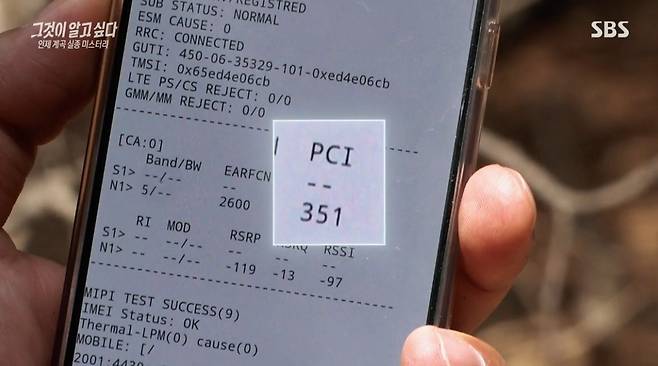 그것이 알고 싶다
인제 계곡 실종 미스터리
SBS
REGISTRED
SUB STATUS: NORMAL
ESM CAUSE: 0
RRC: CONNECTED
GUTI: 450-06-35329-101-0xed4e06cb
TMSI: 0x65ed4e06cb
LTE PS/CS REJECT: 0/0
GMM/MM REJECT: 0/0
[CA:0]
Band/BW EARFCN
S1> --/-- --
N1> 5/-- 2600
PCI
--
351
RI MOD RSRP RSSI
S1> -- --/-- -- -- --
N1> -- --/-- -119 -13 -97
MIPI TEST SUCCESS(9)
IMEI Status: OK
Thermal-LPM(0) cause(0)
MOBILE: [/